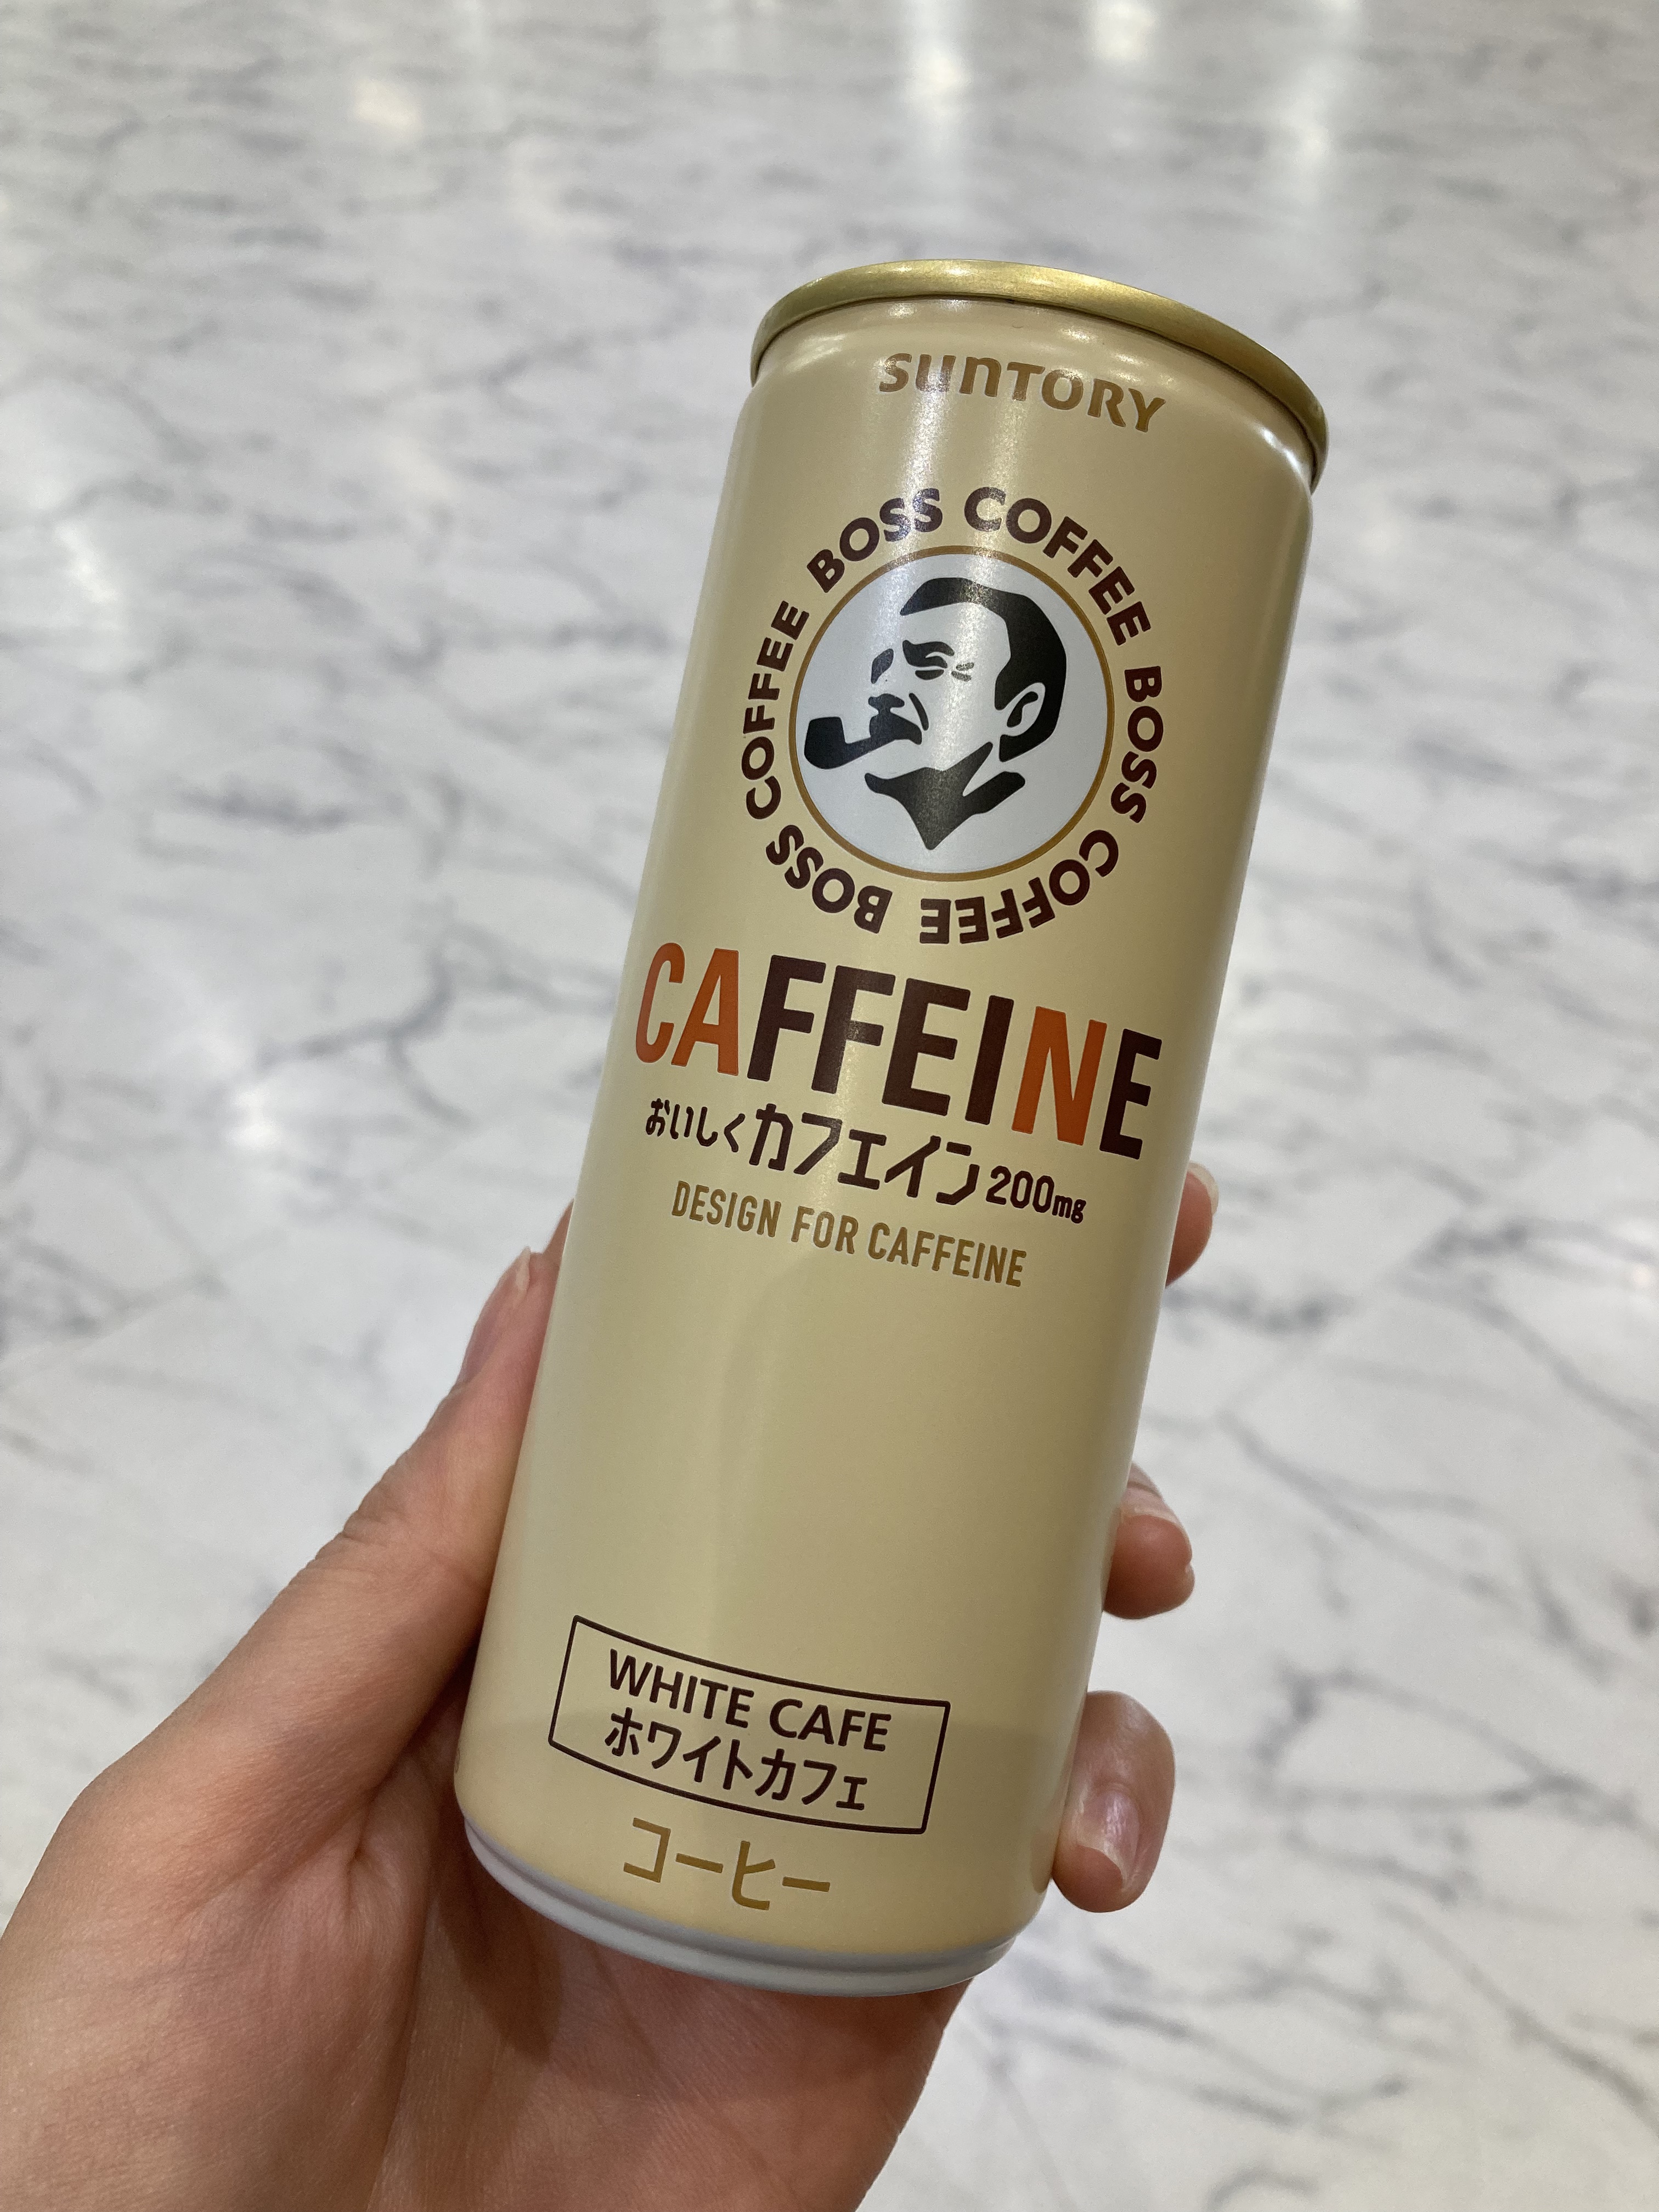 SUNTORY
BOSS COFFEE BOSS COFFEE BOSS COFFEE
CAFFEINE
おいしくカフェイン200mg
DESIGN FOR CAFFEINE
WHITE CAFE
ホワイトカフェ
コーヒー